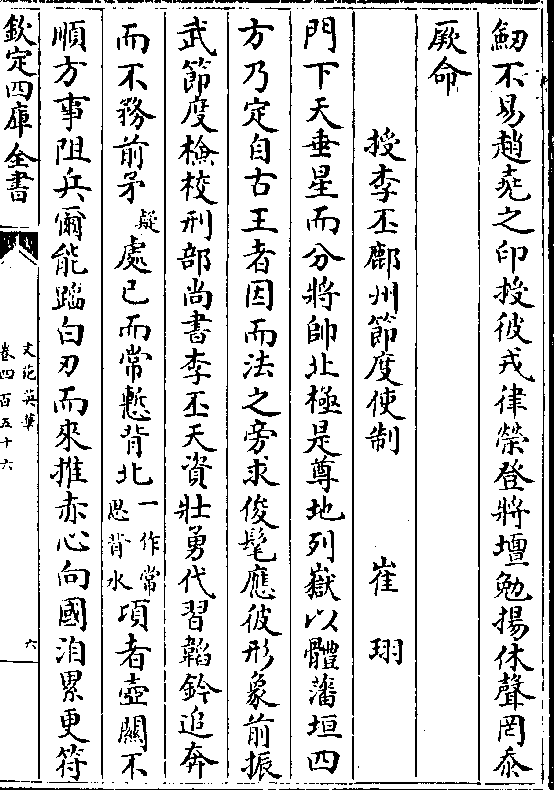 魛不易趙堯之印授彼戎律榮登將壇勉揚休聲罔忝
厥命
授李丕鄜州節度使制　崔珝
門下天垂星而分將帥北極是尊地列嶽以體藩垣四
方乃定自古王者因而法之旁求俊髦應彼形象前振
武節度檢校刑部尚書李丕天資壯勇代習韜鈐追奔
而不務前矛疑處已而常慙背北一作常思背水項者壺關不
順方事阻兵爾能蹈白刃而來推赤心向國洎累更符
欽定四庫全書
文苑英華
卷四百五十六
六